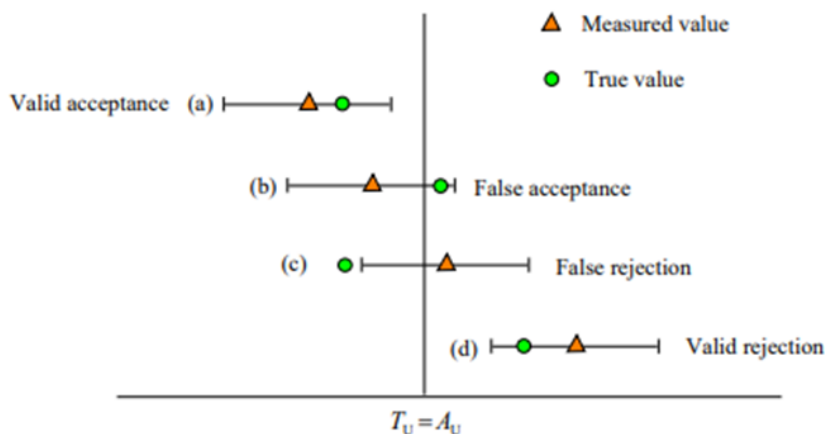 Measured value
True value
Valid acceptance (a)
(b) False acceptance
(c) False rejection
(d) Valid rejection
T_U = A_U